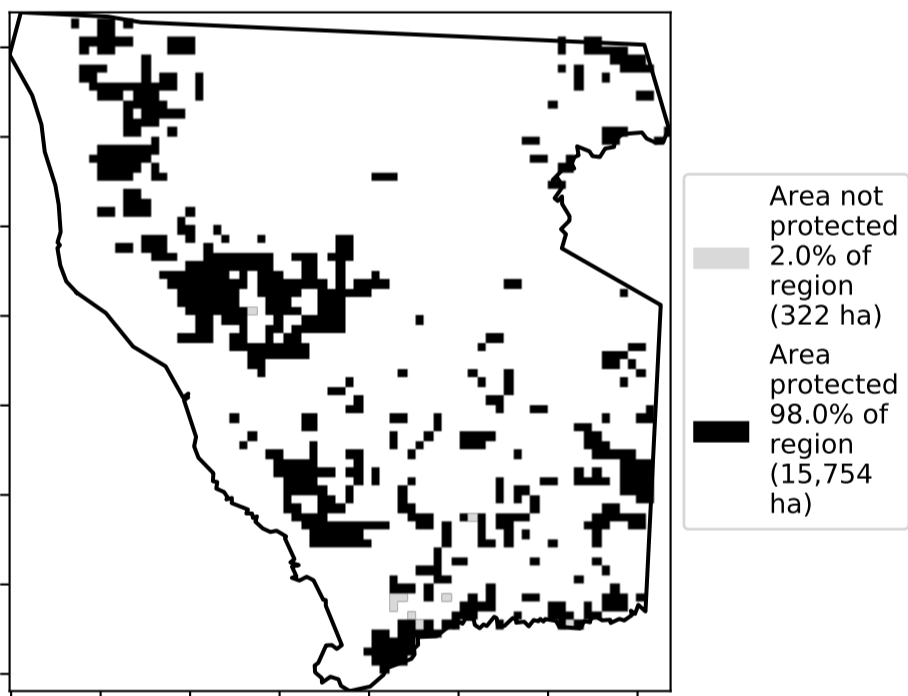 Area not
protected
2.0% of
region
(322 ha)
Area
protected
98.0% of
region
(15,754
ha)